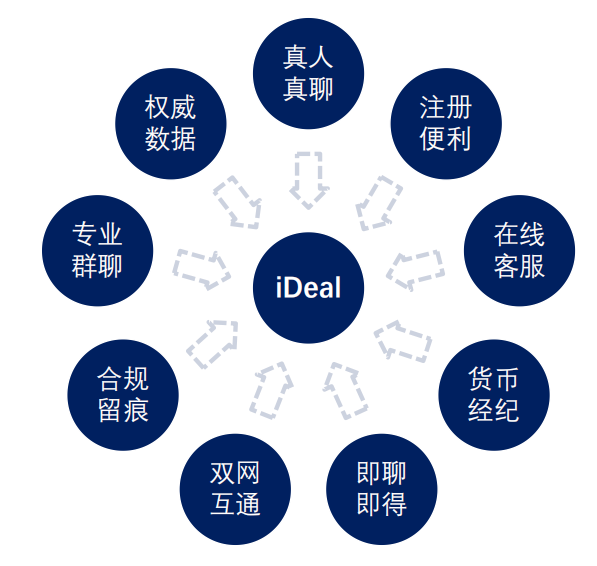 真人
真聊
注册
便利
在线
客服
货币
经纪
即聊
即得
双网
互通
合规
留痕
专业
群聊
权威
数据
iDeal